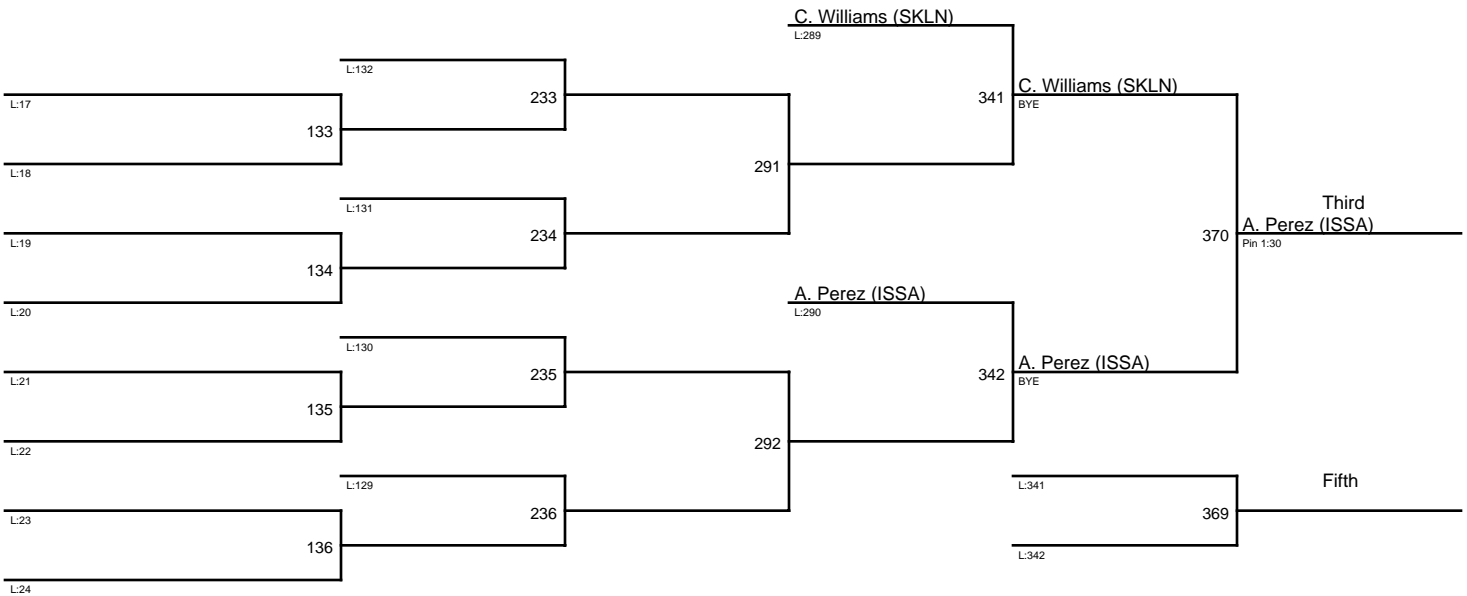 C. Williams (SKLN)
L:289
L:132
C. Williams (SKLN)
341
BYE
L:17
233
133
L:18
291
L:131
Third
A. Perez (ISSA)
L:19
234
370
Pin 1:30
134
L:20
A. Perez (ISSA)
L:290
L:130
A. Perez (ISSA)
L:21
235
342
BYE
135
L:22
292
L:129
L:341
Fifth
L:23
236
369
136
L:342
L:24